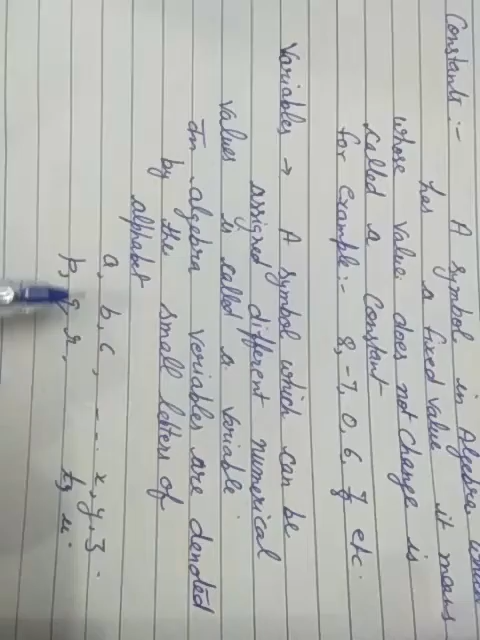 Constants :- A symbol in Algebra which
has a fixed value it means
whose value does not change is
called a Constant
for example :- 8, -7, 0, 6, 7 etc.
Variables → A symbol which can be
assigned different numerical
values is called a variable
In algebra variables are denoted
by the small letters of
alphabet
a, b, c, - - - x, y, z.
p, q, r,